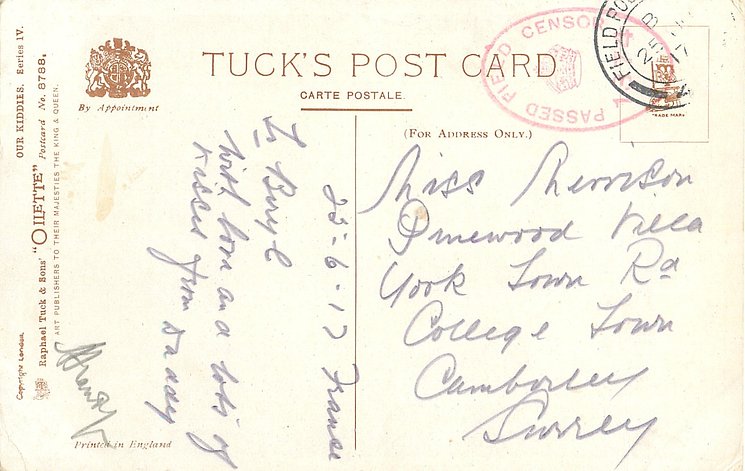 OUR KIDDIES. Series IV.
Raphael Tuck & Sons' "OILETTE" Postcard No. 8788.
ART PUBLISHERS TO THEIR MAJESTIES THE KING & QUEEN.
Copyright London
By Appointment
TUCK'S POST CARD
CARTE POSTALE.
(FOR ADDRESS ONLY.)
PASSED FIELD CENSOR
FIELD POST
TRADE MARK
25-6-17 France
To Beryl
with love and lots of
kisses from Daddy
Miss Merrison
Pinewood Villa
York Town Rd
College Town
Camberley
Surrey
Printed in England